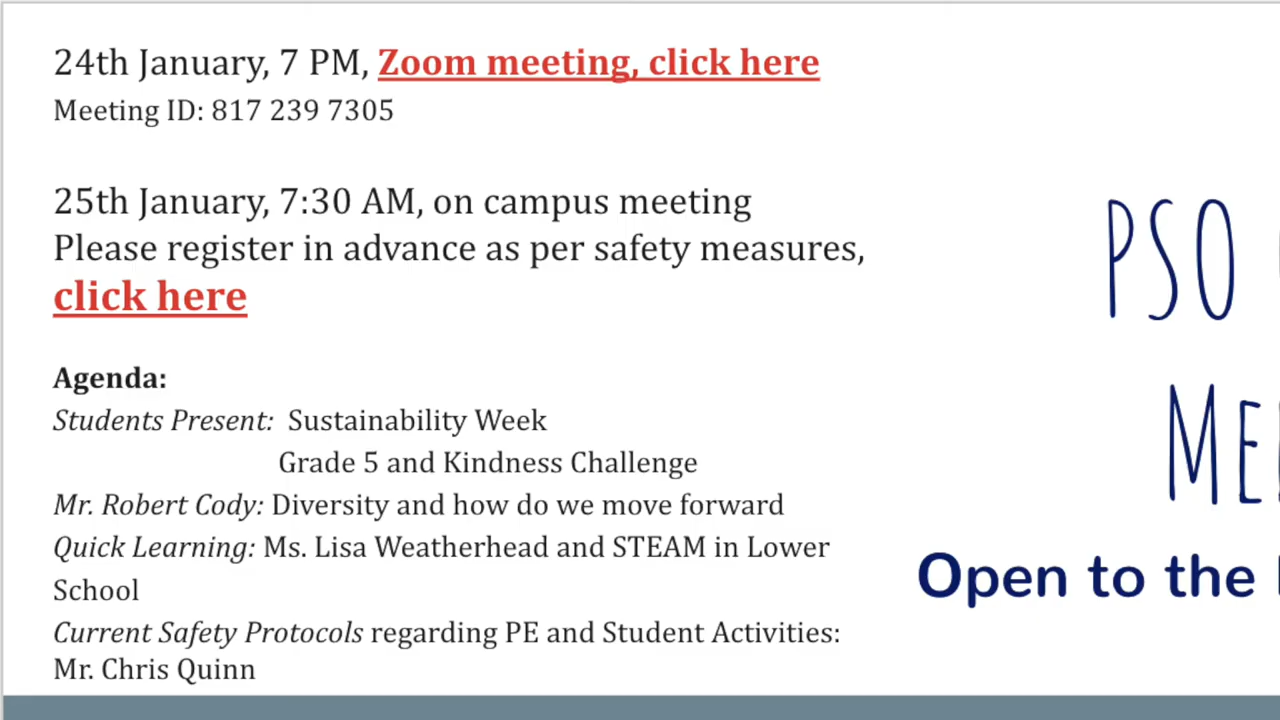 24th January, 7 PM, Zoom meeting, click here
Meeting ID: 817 239 7305
25th January, 7:30 AM, on campus meeting
Please register in advance as per safety measures,
click here
Agenda:
Students Present: Sustainability Week
Grade 5 and Kindness Challenge
Mr. Robert Cody: Diversity and how do we move forward
Quick Learning: Ms. Lisa Weatherhead and STEAM in Lower
School
Current Safety Protocols regarding PE and Student Activities:
Mr. Chris Quinn
PSO
Open to the